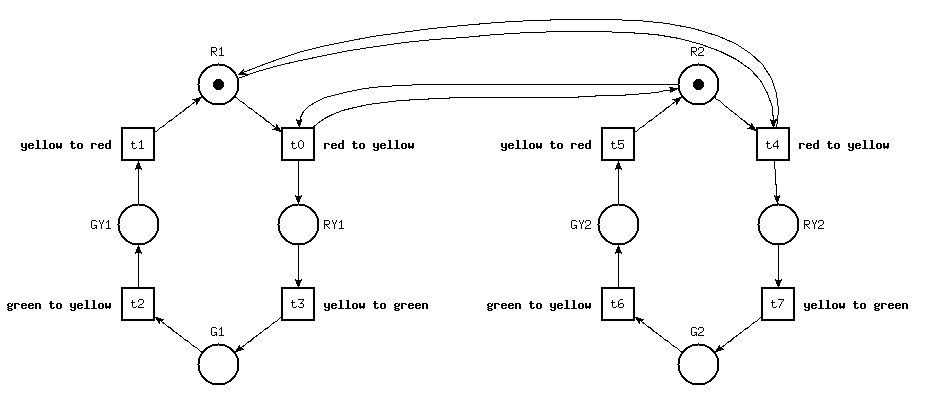 R1
R2
yellow to red
t1
t0
red to yellow
yellow to red
t5
t4
red to yellow
GY1
RY1
GY2
RY2
green to yellow
t2
t3
yellow to green
green to yellow
t6
t7
yellow to green
G1
G2